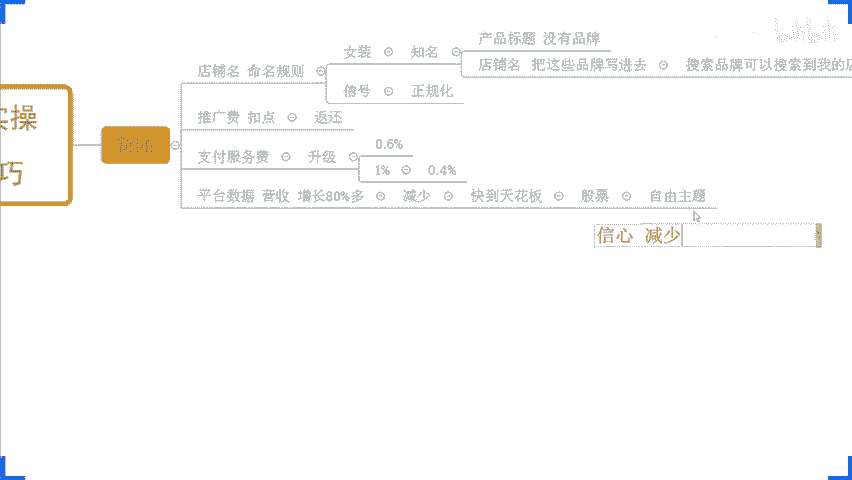 实操
巧
店铺名 命名规则
女装
知名
产品标题 没有品牌
店铺名 把这些品牌写进去
搜索品牌可以搜索到我的店
信号
正规化
推广费 扣点
返还
支付服务费
升级
0.6%
1%
0.4%
平台数据 营收 增长80%多
减少
快到天花板
股票
自由主题
信心 减少
bilibili